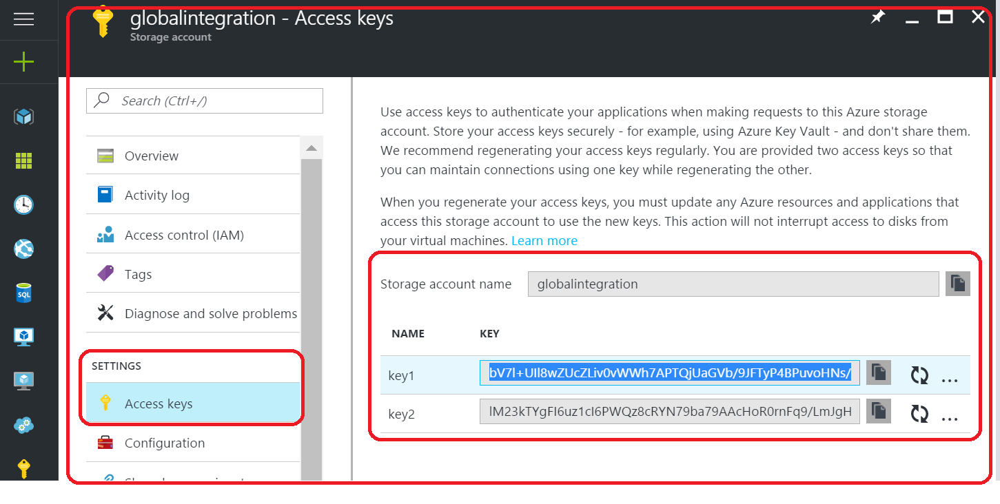 globalintegration - Access keys
Storage account
Search (Ctrl+/)
Overview
Activity log
Access control (IAM)
Tags
Diagnose and solve problems
SETTINGS
Access keys
Configuration
Use access keys to authenticate your applications when making requests to this Azure storage
account. Store your access keys securely - for example, using Azure Key Vault - and don't share them.
We recommend regenerating your access keys regularly. You are provided two access keys so that
you can maintain connections using one key while regenerating the other.
When you regenerate your access keys, you must update any Azure resources and applications that
access this storage account to use the new keys. This action will not interrupt access to disks from
your virtual machines. Learn more
Storage account name globalintegration
NAME KEY
key1
key2
SQL